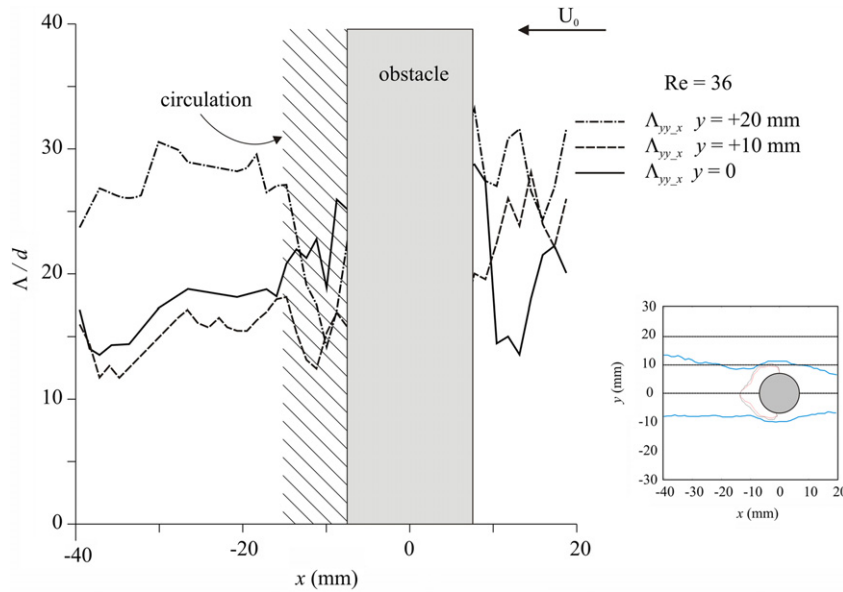 40
30
20
10
0
Λ / d
-40
-20
0
20
x (mm)
circulation
obstacle
U₀
Re = 36
Λyy_x y = +20 mm
Λyy_x y = +10 mm
Λyy_x y = 0
30
20
10
0
-10
-20
-30
y (mm)
-40 -30 -20 -10 0 10 20
x (mm)